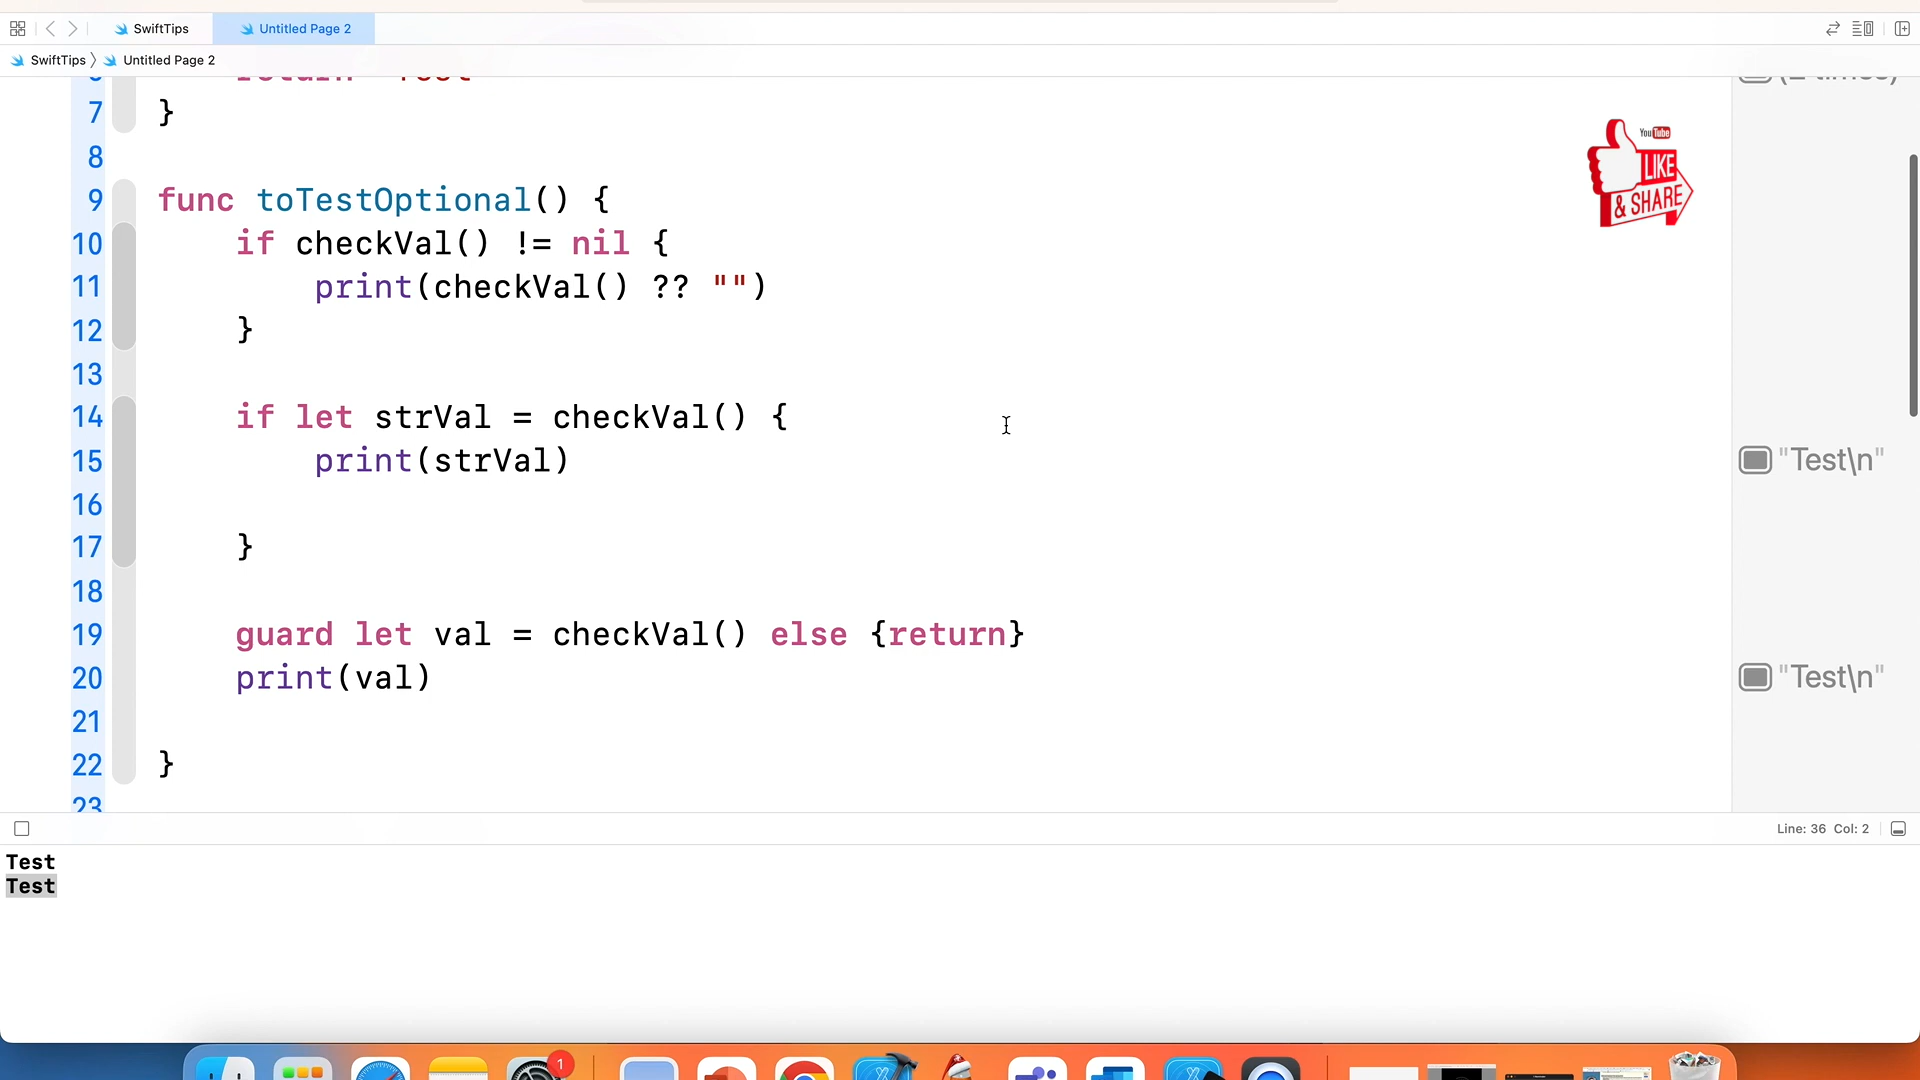 SwiftTips
Untitled Page 2
SwiftTips 〉 Untitled Page 2
7 }
8
9 func toTestOptional() {
10 if checkVal() != nil {
11 print(checkVal() ?? "")
12 }
13
14 if let strVal = checkVal() {
15 print(strVal)
16
17 }
18
19 guard let val = checkVal() else {return}
20 print(val)
21
22 }
23
"Test\n"
"Test\n"
YouTube
LIKE
& SHARE
Line: 36 Col: 2
Test
Test
1